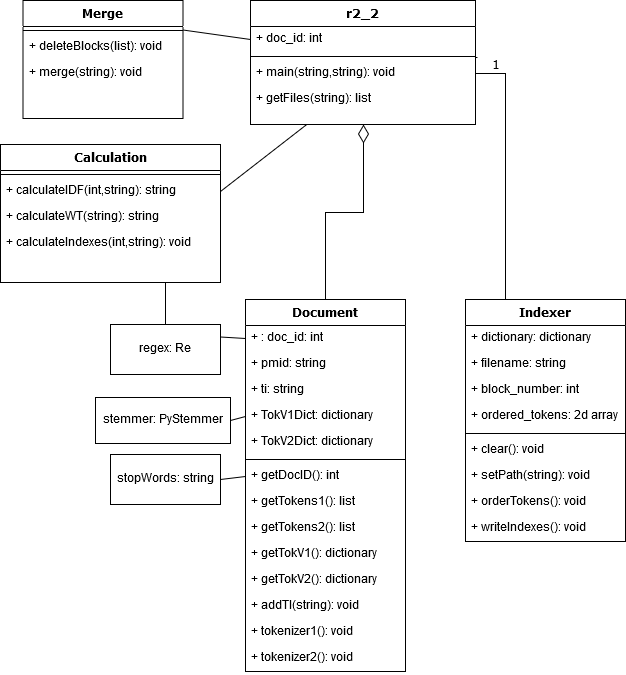 Merge
+ deleteBlocks(list): void
+ merge(string): void
r2_2
+ doc_id: int
+ main(string,string): void
+ getFiles(string): list
1
Calculation
+ calculateIDF(int,string): string
+ calculateWT(string): string
+ calculateIndexes(int,string): void
regex: Re
stemmer: PyStemmer
stopWords: string
Document
+ : doc_id: int
+ pmid: string
+ ti: string
+ TokV1Dict: dictionary
+ TokV2Dict: dictionary
+ getDocID(): int
+ getTokens1(): list
+ getTokens2(): list
+ getTokV1(): dictionary
+ getTokV2(): dictionary
+ addTI(string): void
+ tokenizer1(): void
+ tokenizer2(): void
Indexer
+ dictionary: dictionary
+ filename: string
+ block_number: int
+ ordered_tokens: 2d array
+ clear(): void
+ setPath(string): void
+ orderTokens(): void
+ writeIndexes(): void